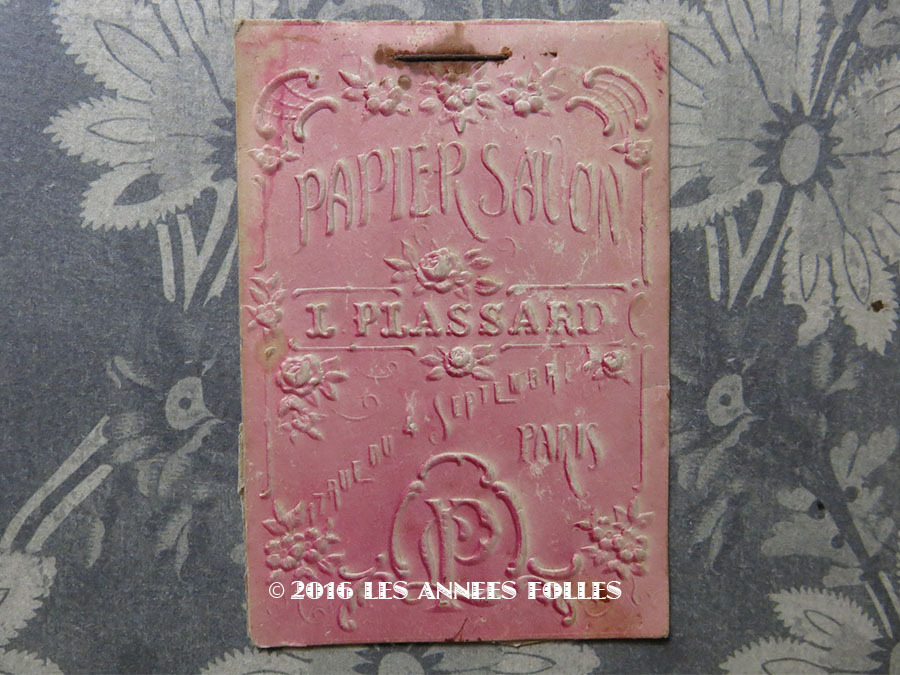 PAPIER SAVON
L PLASSARD
17 RUE DU 4 SEPTEMBRE
PARIS
LP
© 2016 LES ANNEES FOLLES